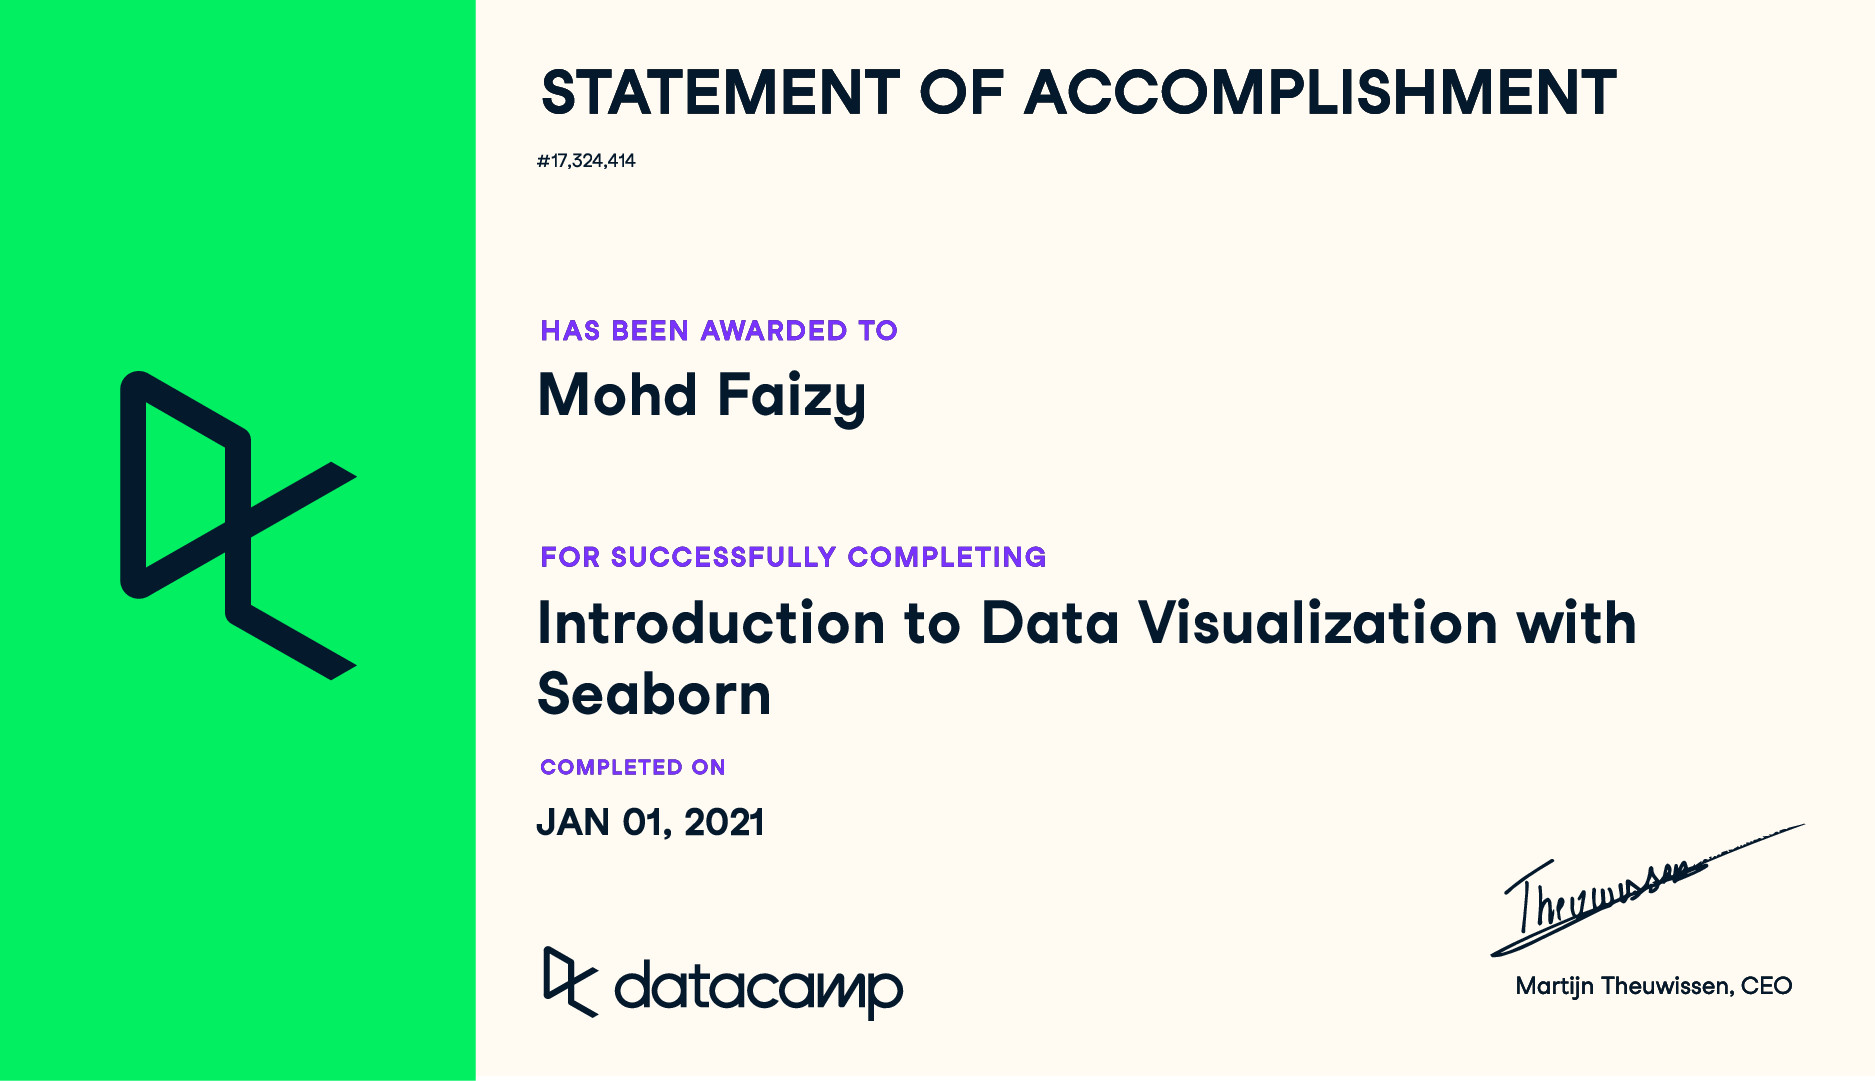 STATEMENT OF ACCOMPLISHMENT
#17,324,414
HAS BEEN AWARDED TO
Mohd Faizy
FOR SUCCESSFULLY COMPLETING
Introduction to Data Visualization with
Seaborn
COMPLETED ON
JAN 01, 2021
Theuwissen
datacamp
Martijn Theuwissen, CEO